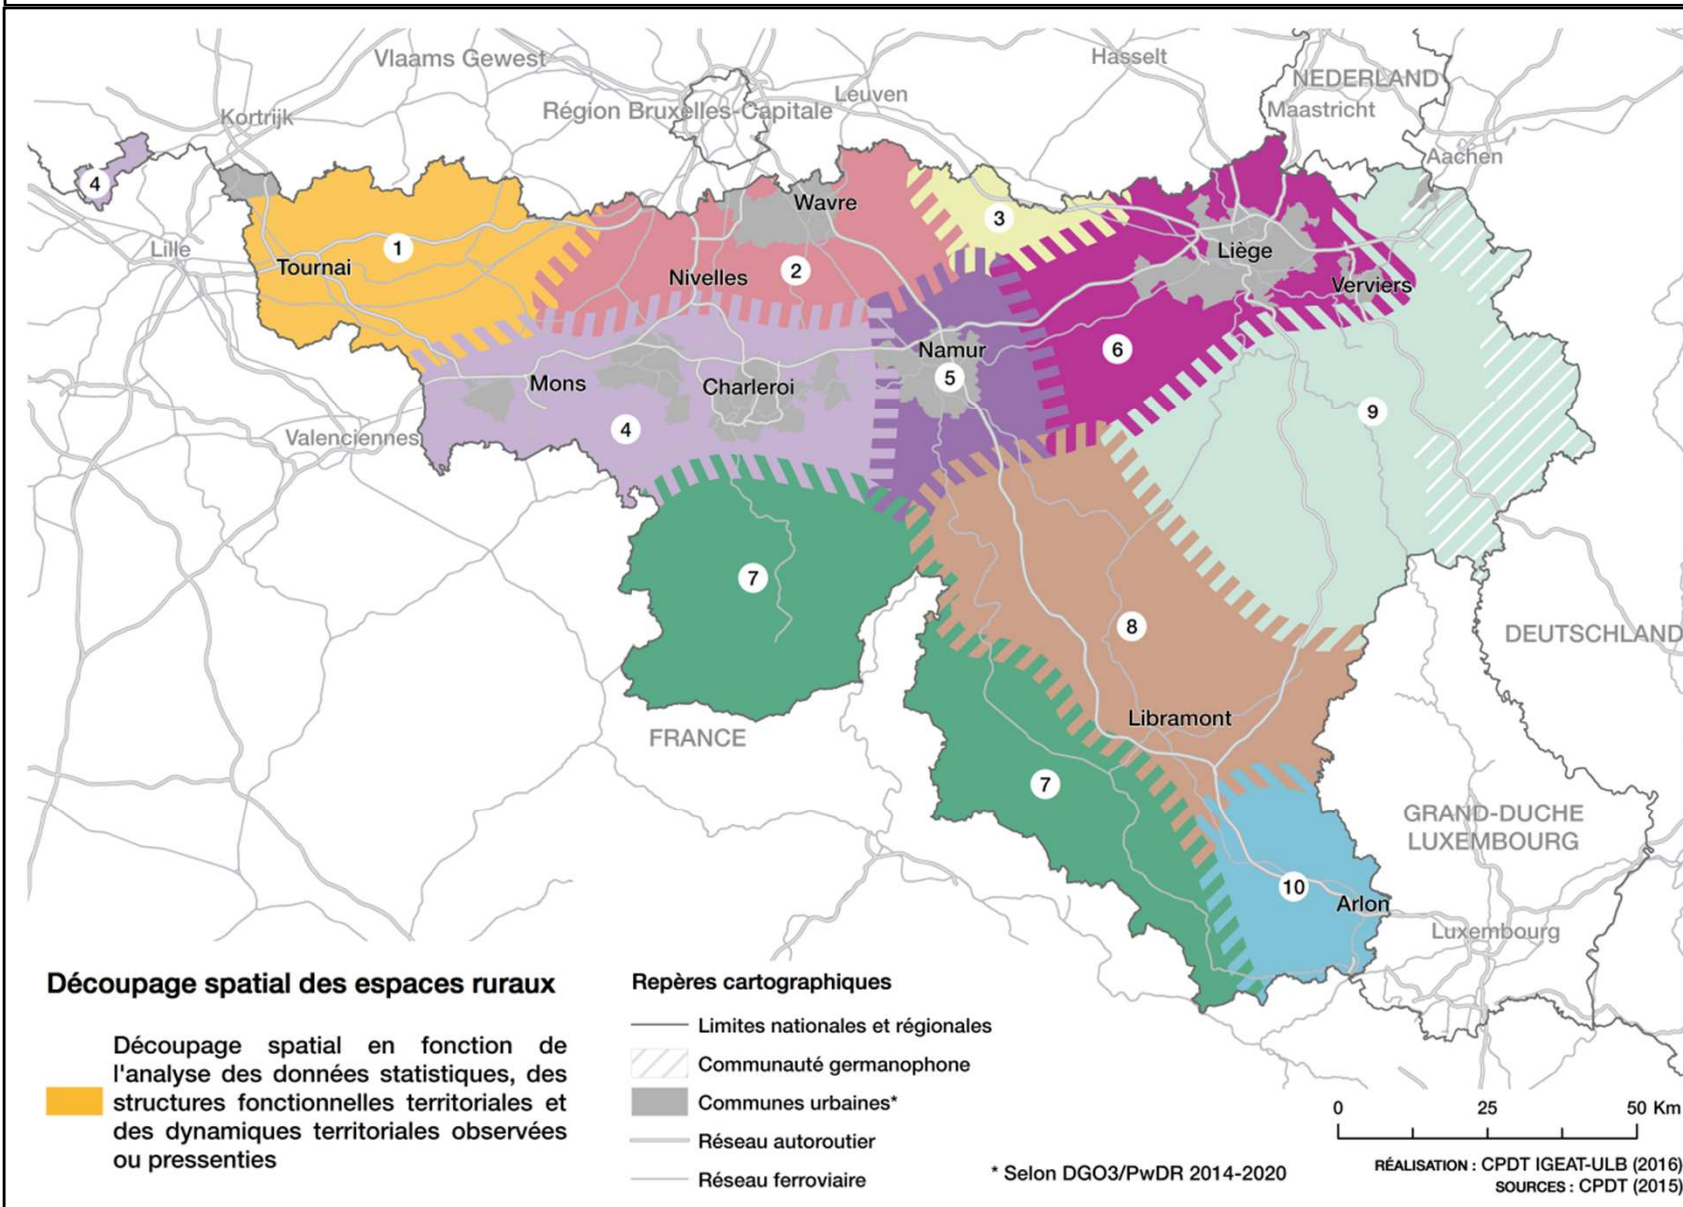 Vlaams Gewest
Hasselt
NEDERLAND
Leuven
Région Bruxelles-Capitale
Maastricht
Kortrijk
Aachen
4
Wavre
3
1
Lille
Tournai
Liège
Nivelles
2
Verviers
6
Namur
5
Mons
Charleroi
9
4
Valenciennes
7
8
DEUTSCHLAND
Libramont
FRANCE
7
GRAND-DUCHE
LUXEMBOURG
10
Arlon
Luxembourg
Découpage spatial des espaces ruraux
Découpage spatial en fonction de
l'analyse des données statistiques, des
structures fonctionnelles territoriales et
des dynamiques territoriales observées
ou pressenties
Repères cartographiques
Limites nationales et régionales
Communauté germanophone
Communes urbaines*
Réseau autoroutier
Réseau ferroviaire
* Selon DGO3/PwDR 2014-2020
0 25 50 Km
RÉALISATION : CPDT IGEAT-ULB (2016)
SOURCES : CPDT (2015)